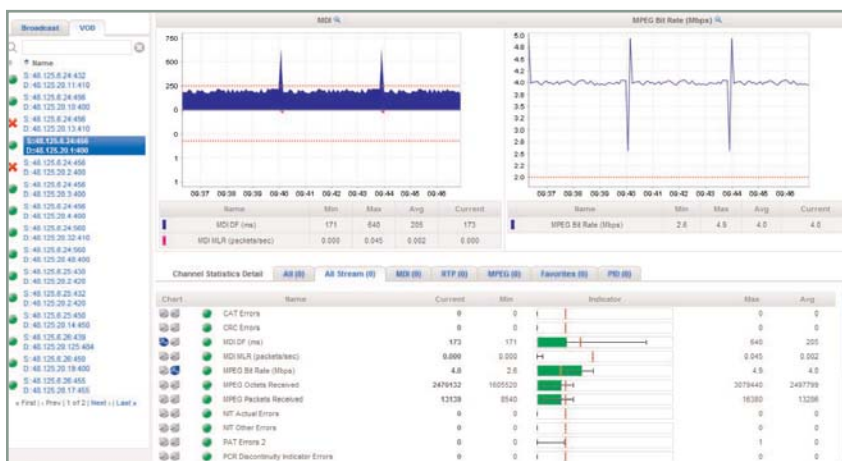 Broadcast VOD
Name
S:48.125.8.24:432
D:48.125.20.11:410
S:48.125.8.24:456
D:48.125.20.10:400
S:48.125.8.24:456
D:48.125.20.13:410
S:48.125.8.24:456
D:48.125.20.1:400
S:48.125.8.24:456
D:48.125.20.2:400
S:48.125.8.24:456
D:48.125.20.3:400
S:48.125.8.24:456
D:48.125.20.4:400
S:48.125.8.24:560
D:48.125.20.32:410
S:48.125.8.24:560
D:48.125.20.48:400
S:48.125.8.25:430
D:48.125.20.2:420
S:48.125.8.25:432
D:48.125.20.2:420
S:48.125.8.25:450
D:48.125.20.14:450
S:48.125.8.26:439
D:48.125.20.125:484
S:48.125.8.26:450
D:48.125.20.19:400
S:48.125.8.26:455
D:48.125.20.17:455
« First | ‹ Prev | 1 of 2 | Next › | Last »
MDI
750
500
250
0
0
1
1
09:37 09:38 09:39 09:40 09:41 09:42 09:43 09:44 09:45 09:46
Name Min Max Avg Current
MDI:DF (ms) 171 640 205 173
MDI:MLR (packets/sec) 0.000 0.045 0.002 0.000
MPEG Bit Rate (Mbps)
5.0
4.8
4.5
4.2
4.0
3.8
3.5
3.2
3.0
2.8
2.5
2.2
2.0
09:37 09:38 09:39 09:40 09:41 09:42 09:43 09:44 09:45 09:46
Name Min Max Avg Current
MPEG Bit Rate (Mbps) 2.6 4.9 4.0 4.0
Channel Statistics Detail All (0) All Stream (0) MDI (0) RTP (0) MPEG (0) Favorites (0) PID (0)
Chart Name Current Min Indicator Max Avg
CAT Errors 0 0 0 0
CRC Errors 0 0 0 0
MDI:DF (ms) 173 171 640 205
MDI:MLR (packets/sec) 0.000 0.000 0.045 0.002
MPEG Bit Rate (Mbps) 4.0 2.6 4.9 4.0
MPEG Octets Received 2470132 1605520 3079440 2497799
MPEG Packets Received 13139 8540 16380 13286
NIT Actual Errors 0 0 0 0
NIT Other Errors 0 0 0 0
PAT Errors 2 0 0 1 0
PCR Discontinuity Indicator Errors 0 0 0 0